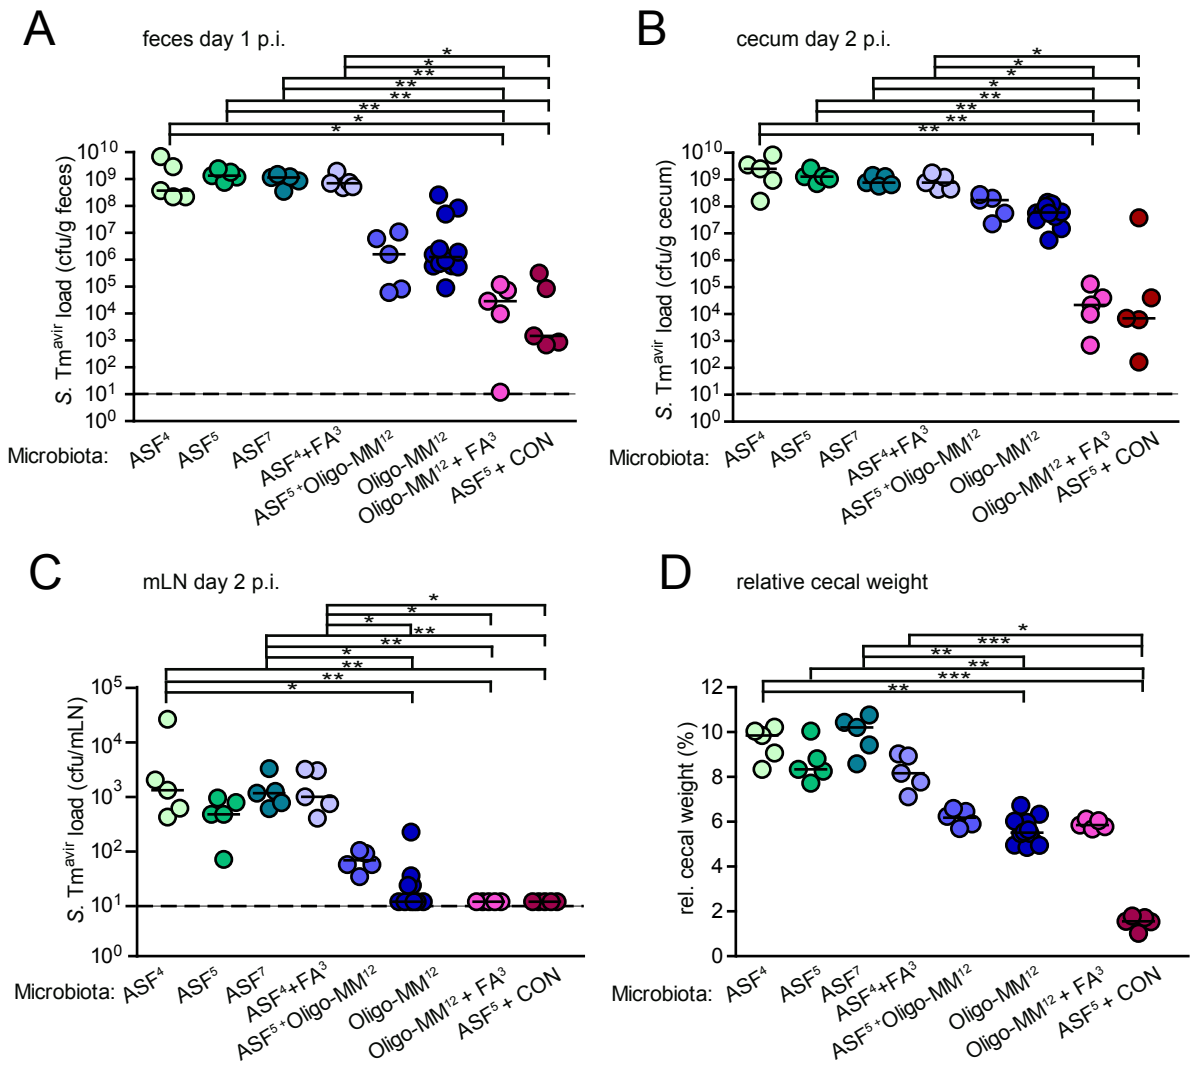 A
feces day 1 p.i.
*
*
**
**
**
**
*
*
S. Tm^avir load (cfu/g feces)
10^10
10^9
10^8
10^7
10^6
10^5
10^4
10^3
10^2
10^1
10^0
Microbiota:
ASF^4
ASF^5
ASF^7
ASF^4+FA^3
ASF^5+Oligo-MM^12
Oligo-MM^12
Oligo-MM^12 + FA^3
ASF^5 + CON
B
cecum day 2 p.i.
*
*
*
*
**
**
**
**
S. Tm^avir load (cfu/g cecum)
10^10
10^9
10^8
10^7
10^6
10^5
10^4
10^3
10^2
10^1
10^0
Microbiota:
ASF^4
ASF^5
ASF^7
ASF^4+FA^3
ASF^5+Oligo-MM^12
Oligo-MM^12
Oligo-MM^12 + FA^3
ASF^5 + CON
C
mLN day 2 p.i.
*
*
*
**
**
*
**
**
*
S. Tm^avir load (cfu/mLN)
10^5
10^4
10^3
10^2
10^1
10^0
Microbiota:
ASF^4
ASF^5
ASF^7
ASF^4+FA^3
ASF^5+Oligo-MM^12
Oligo-MM^12
Oligo-MM^12 + FA^3
ASF^5 + CON
D
relative cecal weight
*
***
**
**
***
**
rel. cecal weight (%)
12
10
8
6
4
2
0
Microbiota:
ASF^4
ASF^5
ASF^7
ASF^4+FA^3
ASF^5+Oligo-MM^12
Oligo-MM^12
Oligo-MM^12 + FA^3
ASF^5 + CON